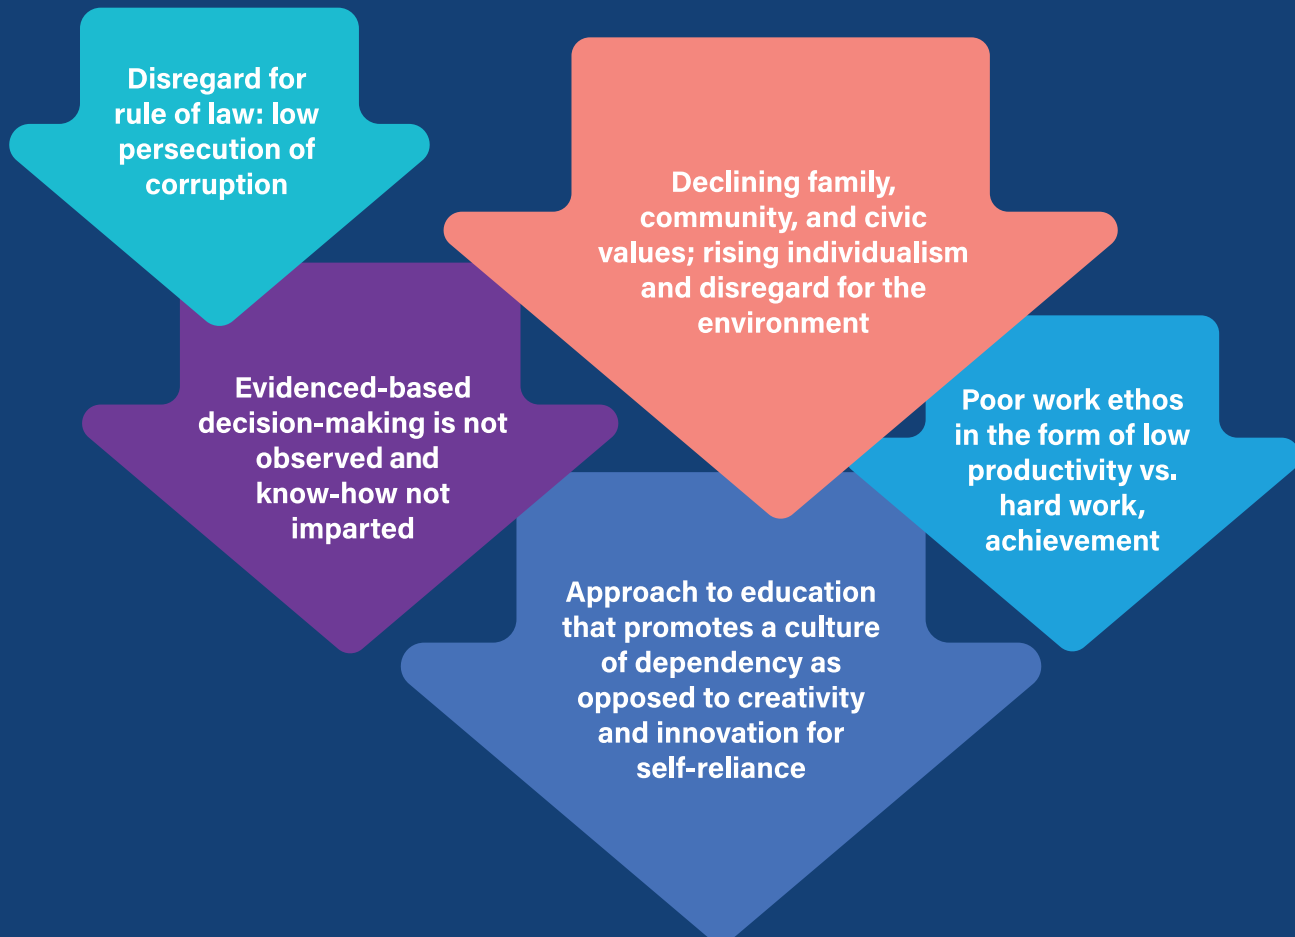 Disregard for
rule of law: low
persecution of
corruption
Declining family,
community, and civic
values; rising individualism
and disregard for the
environment
Evidenced-based
decision-making is not
observed and
know-how not
imparted
Poor work ethos
in the form of low
productivity vs.
hard work,
achievement
Approach to education
that promotes a culture
of dependency as
opposed to creativity
and innovation for
self-reliance